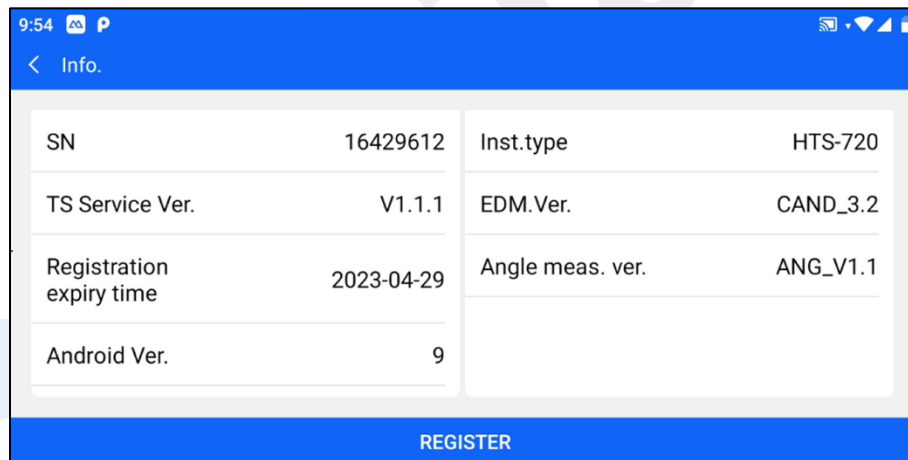 9:54
Info.
SN 16429612
TS Service Ver. V1.1.1
Registration
expiry time 2023-04-29
Android Ver. 9
Inst.type HTS-720
EDM.Ver. CAND_3.2
Angle meas. ver. ANG_V1.1
REGISTER